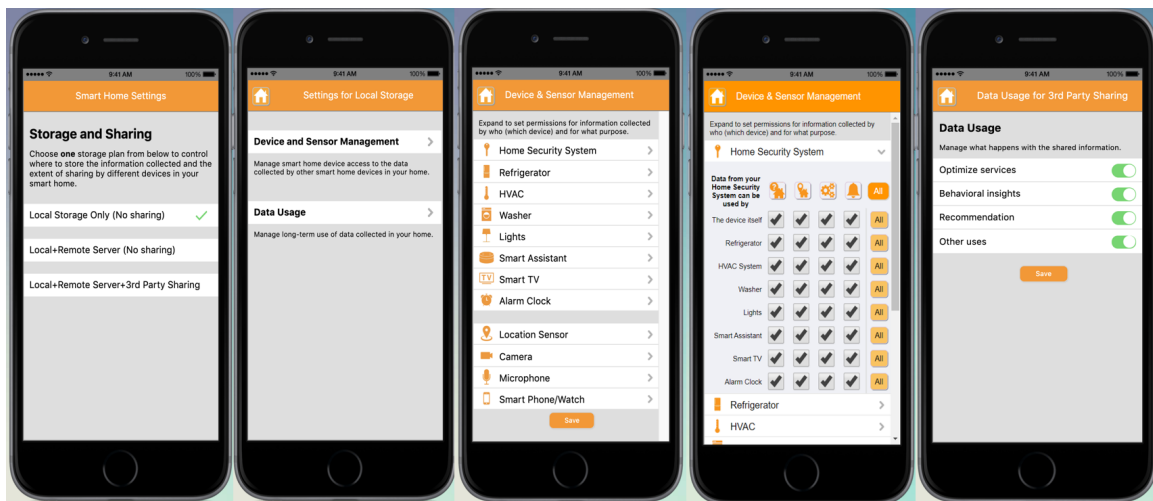 9:41 AM
100%
Smart Home Settings
Storage and Sharing
Choose one storage plan from below to control
where to store the information collected and the
extent of sharing by different devices in your
smart home.
Local Storage Only (No sharing)
Local+Remote Server (No sharing)
Local+Remote Server+3rd Party Sharing
9:41 AM
100%
Settings for Local Storage
Device and Sensor Management
Manage smart home device access to the data
collected by other smart home devices in your home.
Data Usage
Manage long-term use of data collected in your home.
9:41 AM
100%
Device & Sensor Management
Expand to set permissions for information collected
by who (which device) and for what purpose.
Home Security System
Refrigerator
HVAC
Washer
Lights
Smart Assistant
TV
Smart TV
Alarm Clock
Location Sensor
Camera
Microphone
Smart Phone/Watch
Save
9:41 AM
100%
Device & Sensor Management
Expand to set permissions for information collected by
who (which device) and for what purpose.
Home Security System
Data from your
Home Security
System can be
used by
All
The device itself
All
Refrigerator
All
HVAC System
All
Washer
All
Lights
All
Smart Assistant
All
Smart TV
All
Alarm Clock
All
Refrigerator
HVAC
9:41 AM
100%
Data Usage for 3rd Party Sharing
Data Usage
Manage what happens with the shared information.
Optimize services
Behavioral insights
Recommendation
Other uses
Save